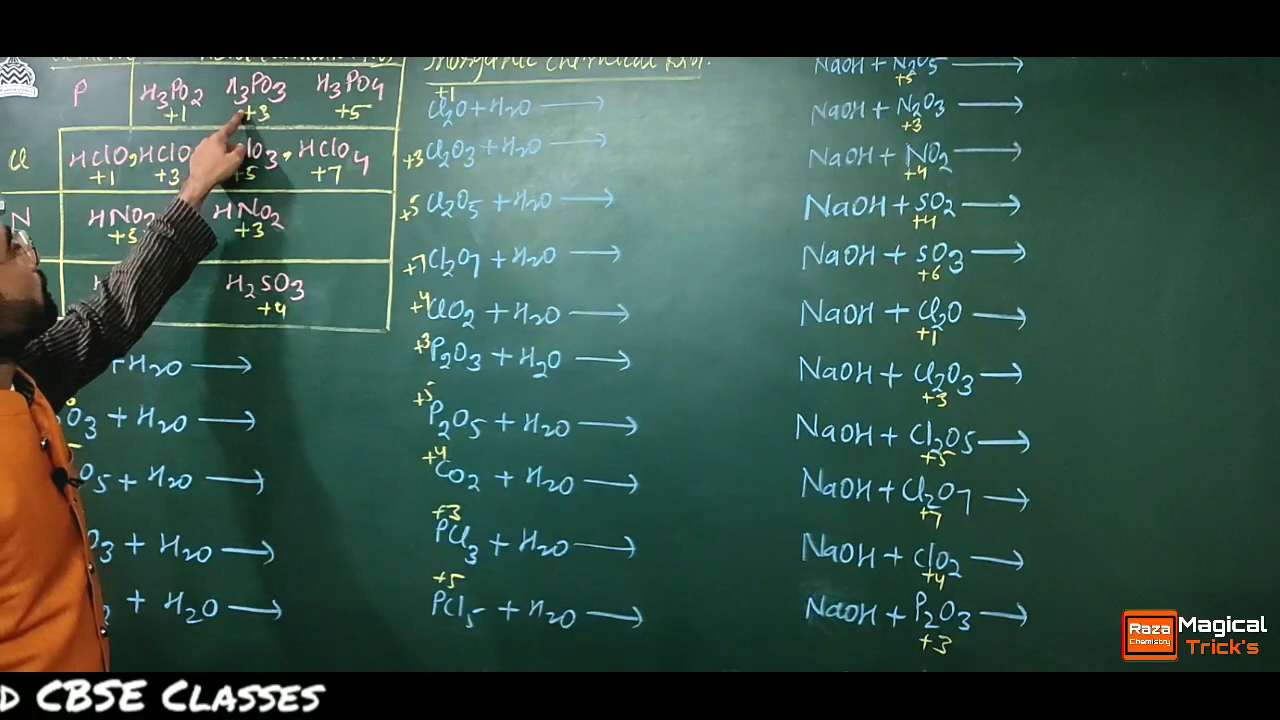 Inorganic Chemical
P H3PO2 H3PO3 H3PO4
+1 +3 +5
Cl HClO, HClO ClO3, HClO4
+1 +3 +5 +7
N HNO3 HNO2
+5 +3
H H2SO3
+4
+ H2O →
O3 + H2O →
O5 + H2O →
O3 + H2O →
2 + H2O →
+1
Cl2O + H2O →
+3 Cl2O3 + H2O →
+5 Cl2O5 + H2O →
+7 Cl2O7 + H2O →
+4 ClO2 + H2O →
+3 P2O3 + H2O →
+5
P2O5 + H2O →
+4
CO2 + H2O →
+3
PCl3 + H2O →
+5
PCl5 + H2O →
NaOH + N2O5 →
+5
NaOH + N2O3 →
+3
NaOH + NO2 →
+4
NaOH + SO2 →
+4
NaOH + SO3 →
+6
NaOH + Cl2O →
+1
NaOH + Cl2O3 →
+3
NaOH + Cl2O5 →
+5
NaOH + Cl2O7 →
+7
NaOH + ClO2 →
+4
NaOH + P2O3 →
+3
Raza Chemistry
Magical Trick's
D CBSE CLASSES